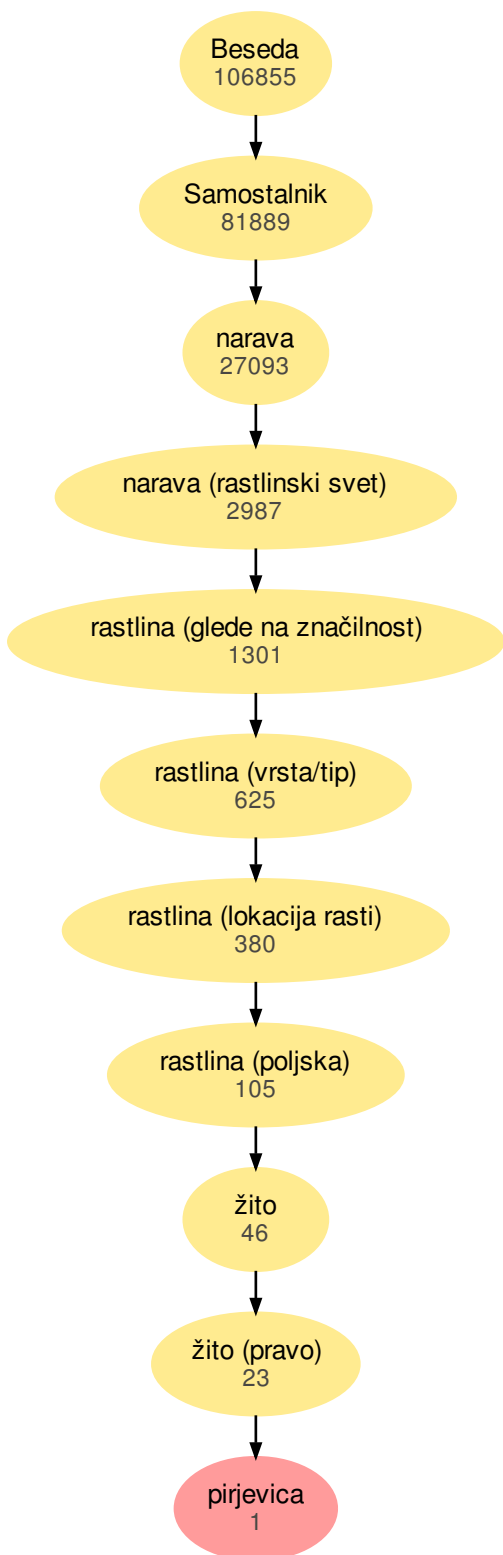 Beseda
106855
Samostalnik
81889
narava
27093
narava (rastlinski svet)
2987
rastlina (glede na značilnost)
1301
rastlina (vrsta/tip)
625
rastlina (lokacija rasti)
380
rastlina (poljska)
105
žito
46
žito (pravo)
23
pirjevica
1